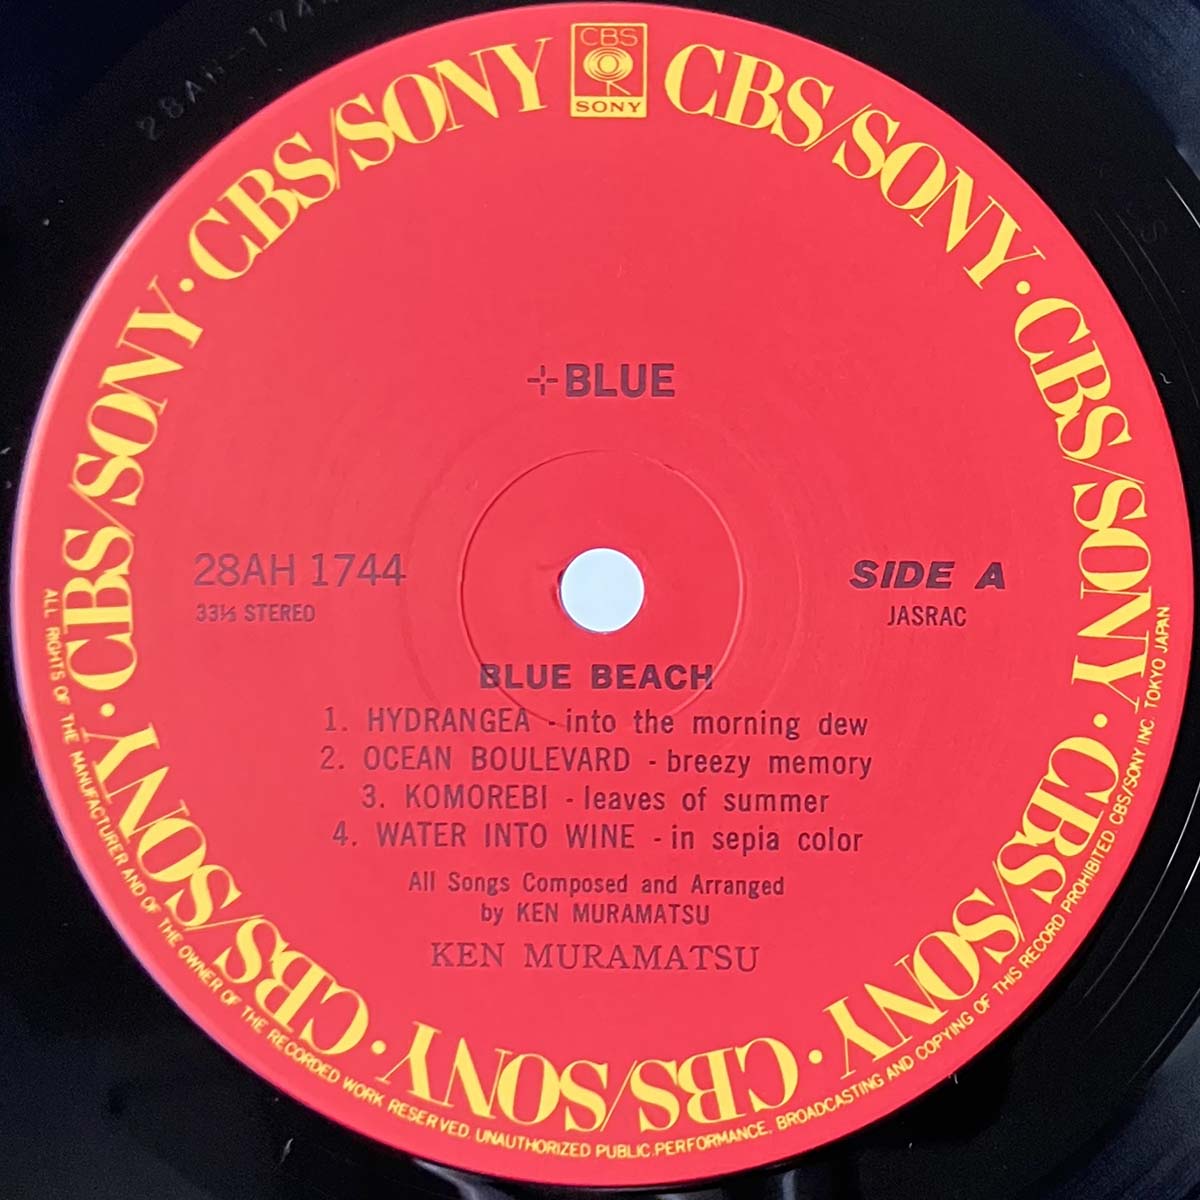 28AH-1744
CBS
SONY
CBS/SONY · CBS/SONY · CBS/SONY · CBS/SONY · CBS/SONY · CBS/SONY · CBS/SONY · CBS/SONY
+BLUE
28AH 1744
33⅓ STEREO
SIDE A
JASRAC
BLUE BEACH
1. HYDRANGEA - into the morning dew
2. OCEAN BOULEVARD - breezy memory
3. KOMOREBI - leaves of summer
4. WATER INTO WINE - in sepia color
All Songs Composed and Arranged
by KEN MURAMATSU
KEN MURAMATSU
ALL RIGHTS OF THE MANUFACTURER AND OF THE OWNER OF THE RECORDED WORK RESERVED. UNAUTHORIZED PUBLIC PERFORMANCE, BROADCASTING AND COPYING OF THIS RECORD PROHIBITED. CBS/SONY INC. TOKYO JAPAN